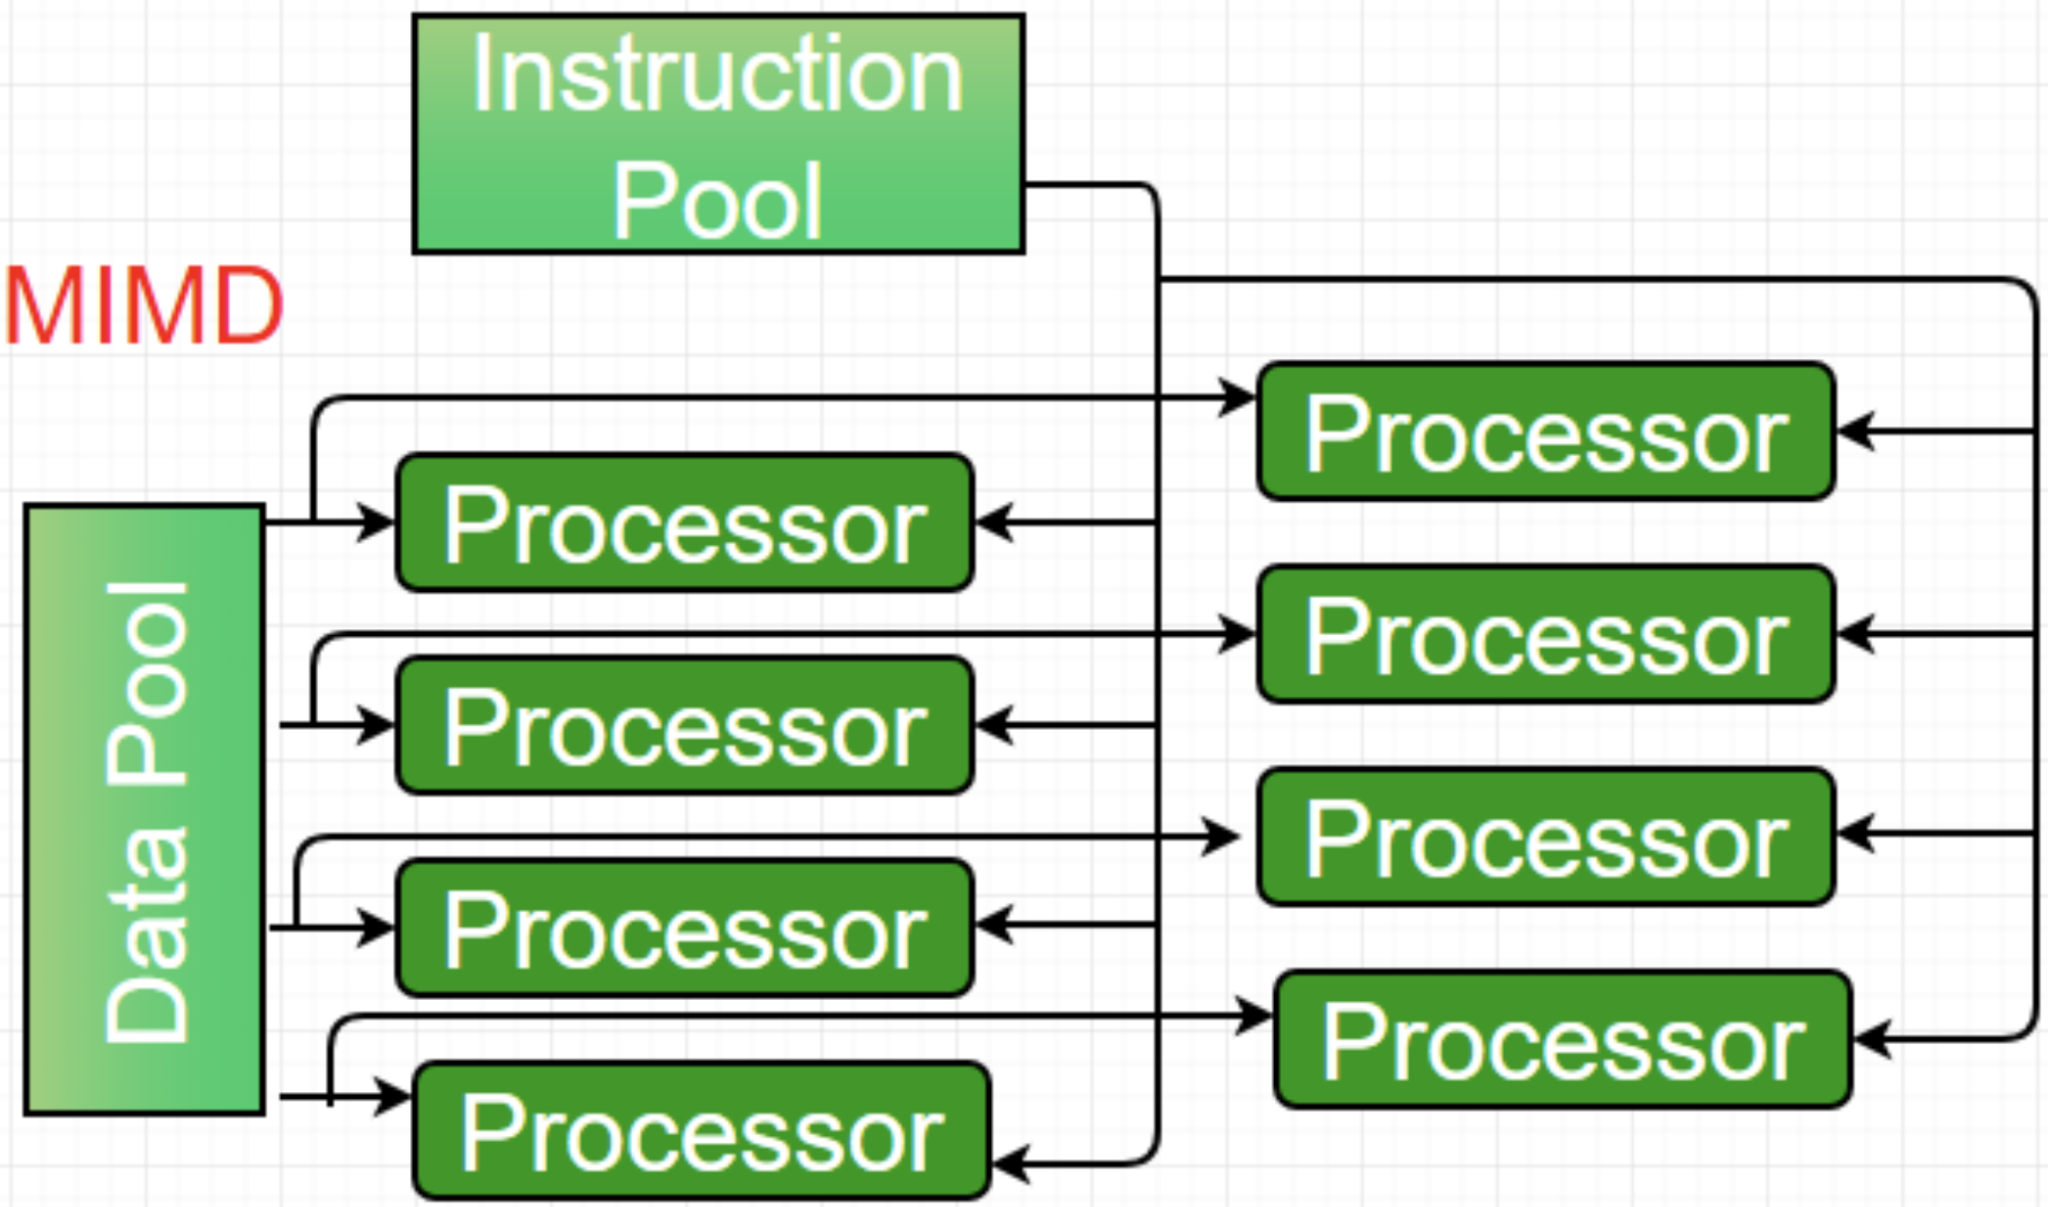 Instruction
Pool
MIMD
Processor
Processor
Processor
Processor
Data Pool
Processor
Processor
Processor
Processor